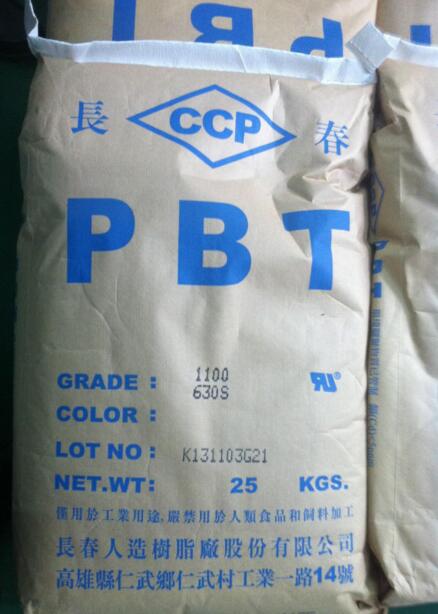 長 CCP 春
PBT
GRADE: 1100
630S
COLOR:
LOT NO: K131103G21
NET.WT: 25 KGS.
僅用於工業用途,嚴禁用於人類食品和飼料加工
長春人造樹脂廠股份有限公司
高雄縣仁武鄉仁武村工業一路14號